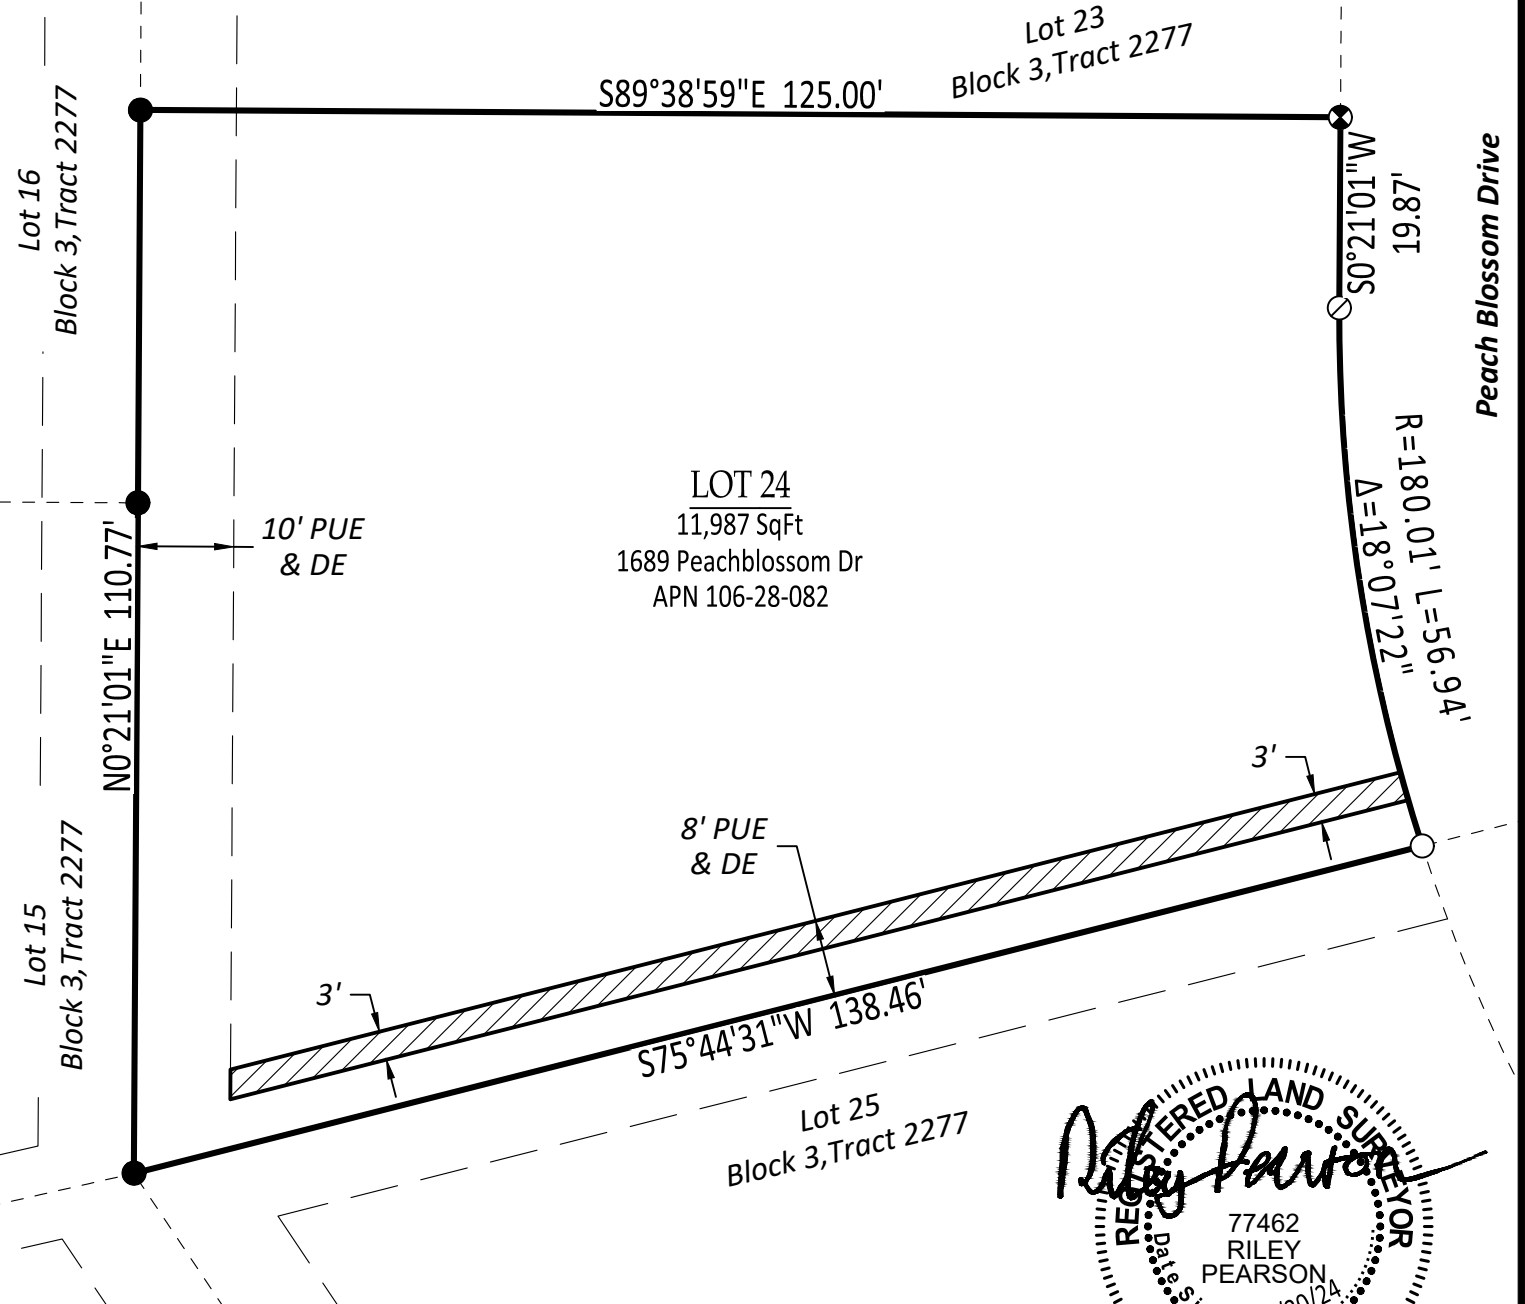 Lot 23
Block 3,Tract 2277
S89°38'59"E 125.00'
Lot 16
Block 3,Tract 2277
S0°21'01"W
19.87'
Peach Blossom Drive
R=180.01' L=56.94'
Δ=18°07'22"
LOT 24
11,987 SqFt
1689 Peachblossom Dr
APN 106-28-082
10' PUE
& DE
N0°21'01"E 110.77'
3'
8' PUE
& DE
Lot 15
Block 3,Tract 2277
3'
S75°44'31"W 138.46'
Lot 25
Block 3,Tract 2277
REGISTERED LAND SURVEYOR
Riley Pearson
77462
RILEY
PEARSON
Date